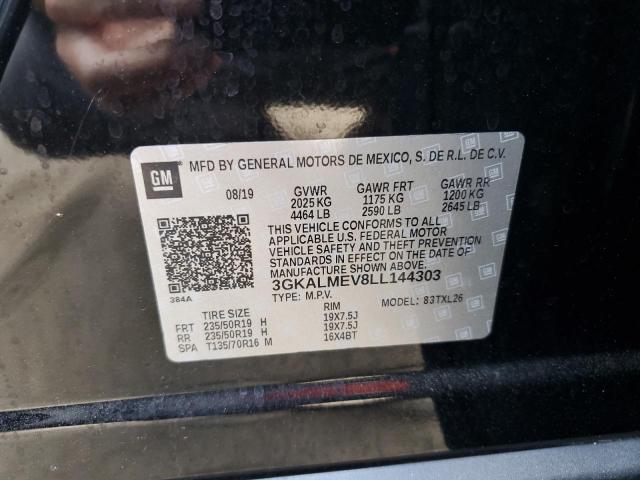 GM
MFD BY GENERAL MOTORS DE MEXICO, S. DE R.L. DE C.V.
08/19 GVWR GAWR FRT GAWR RR
2025 KG 1175 KG 1200 KG
4464 LB 2590 LB 2645 LB
THIS VEHICLE CONFORMS TO ALL
APPLICABLE U.S. FEDERAL MOTOR
VEHICLE SAFETY AND THEFT PREVENTION
STANDARDS IN EFFECT ON THE DATE OF
MANUFACTURE SHOWN ABOVE.
384A
3GKALMEV8LL144303
TYPE: M.P.V. MODEL: 83TXL26
TIRE SIZE RIM
FRT 235/50R19 H 19X7.5J
RR 235/50R19 H 19X7.5J
SPA T135/70R16 M 16X4BT